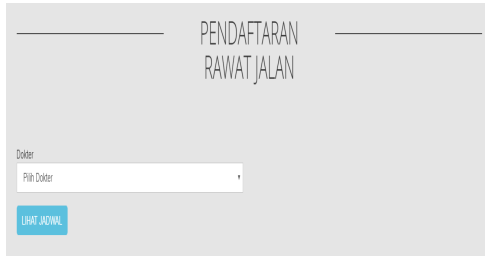 PENDAFTARAN
RAWAT JALAN
Dokter
Pilih Dokter
LIHAT JADWAL